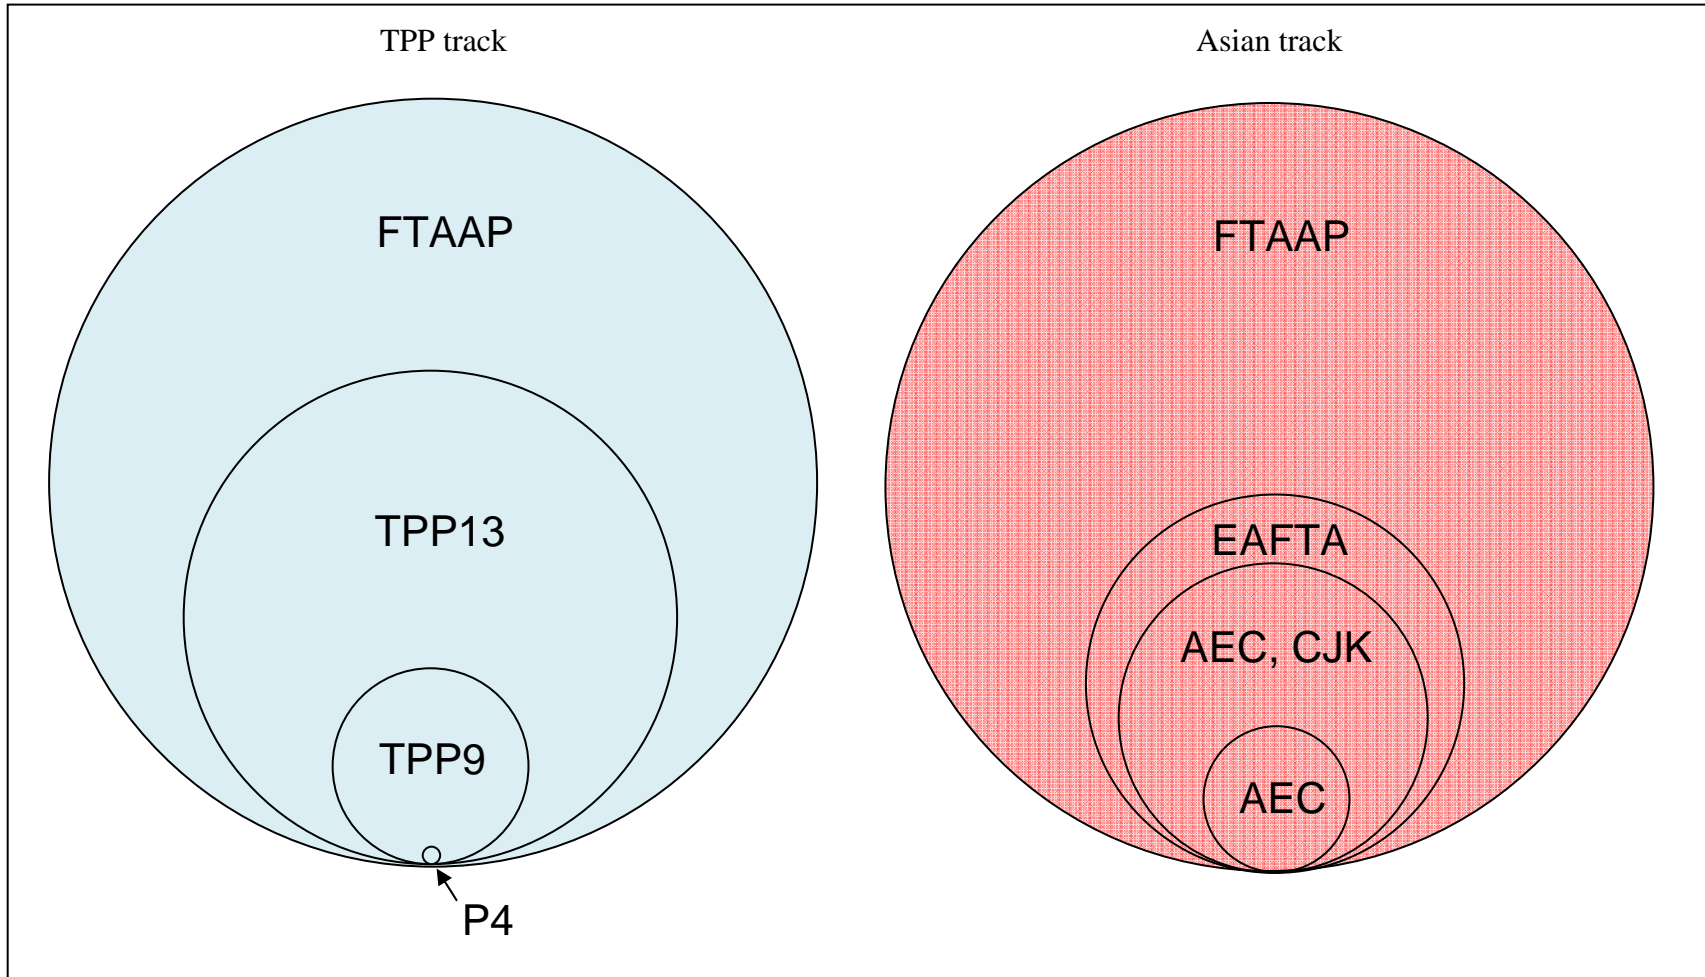 TPP track
FTAAP
TPP13
TPP9
P4
Asian track
FTAAP
EAFTA
AEC, CJK
AEC